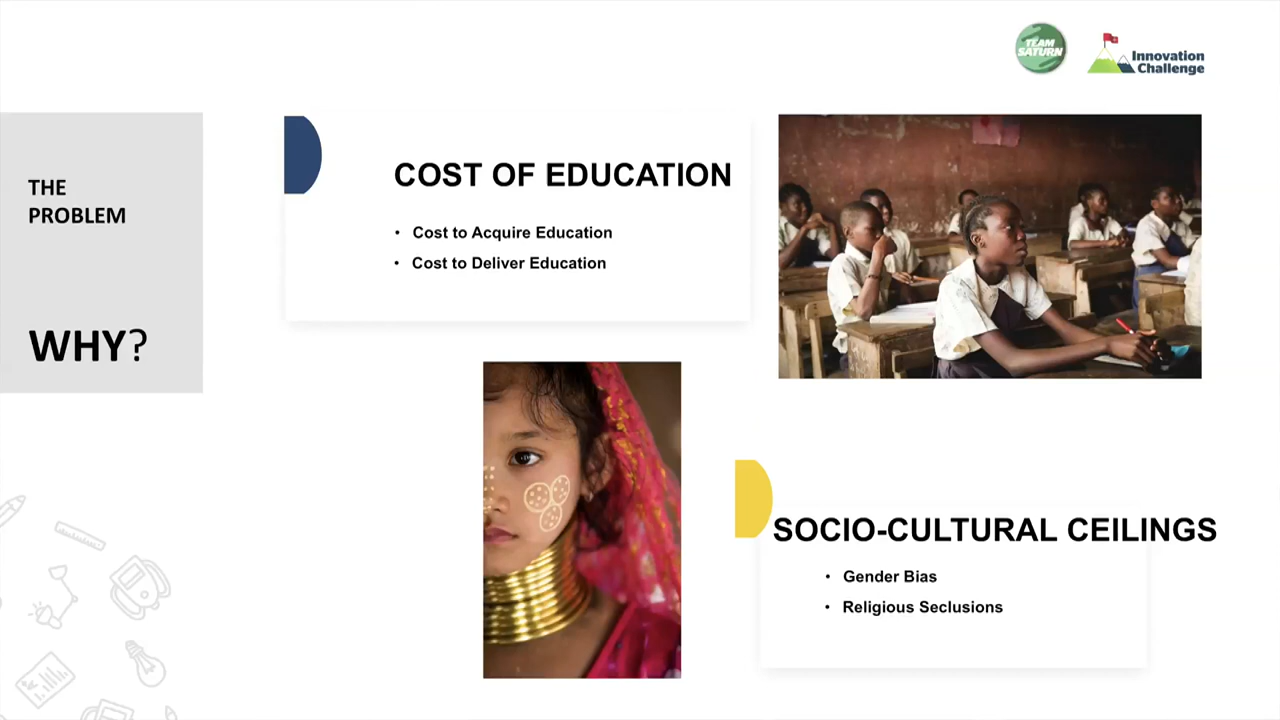 TEAM
SATURN
Innovation
Challenge
THE
PROBLEM
WHY?
COST OF EDUCATION
• Cost to Acquire Education
• Cost to Deliver Education
SOCIO-CULTURAL CEILINGS
• Gender Bias
• Religious Seclusions